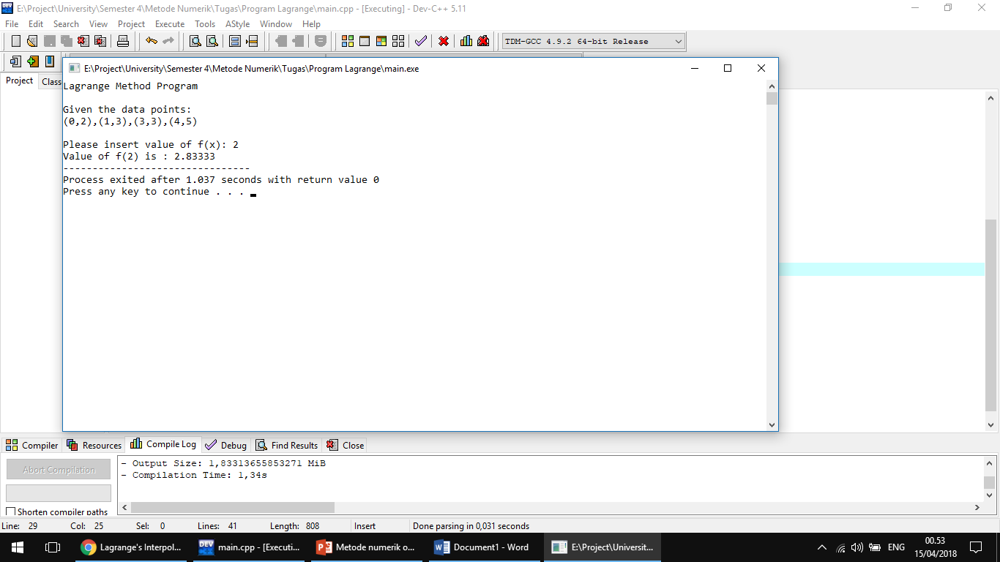 E:\Project\University\Semester 4\Metode Numerik\Tugas\Program Lagrange\main.cpp - [Executing] - Dev-C++ 5.11
File Edit Search View Project Execute Tools AStyle Window Help
TDM-GCC 4.9.2 64-bit Release
Project Class
E:\Project\University\Semester 4\Metode Numerik\Tugas\Program Lagrange\main.exe
Lagrange Method Program
Given the data points:
(0,2),(1,3),(3,3),(4,5)
Please insert value of f(x): 2
Value of f(2) is : 2.83333
--------------------------------
Process exited after 1.037 seconds with return value 0
Press any key to continue . . .
Compiler Resources Compile Log Debug Find Results Close
Abort Compilation
Shorten compiler paths
- Output Size: 1,83313655853271 MiB
- Compilation Time: 1,34s
Line: 29 Col: 25 Sel: 0 Lines: 41 Length: 808 Insert Done parsing in 0,031 seconds
Lagrange's Interpol... DEV main.cpp - [Executi... Metode numerik o... Document1 - Word E:\Project\Universit... ENG 00.53
15/04/2018